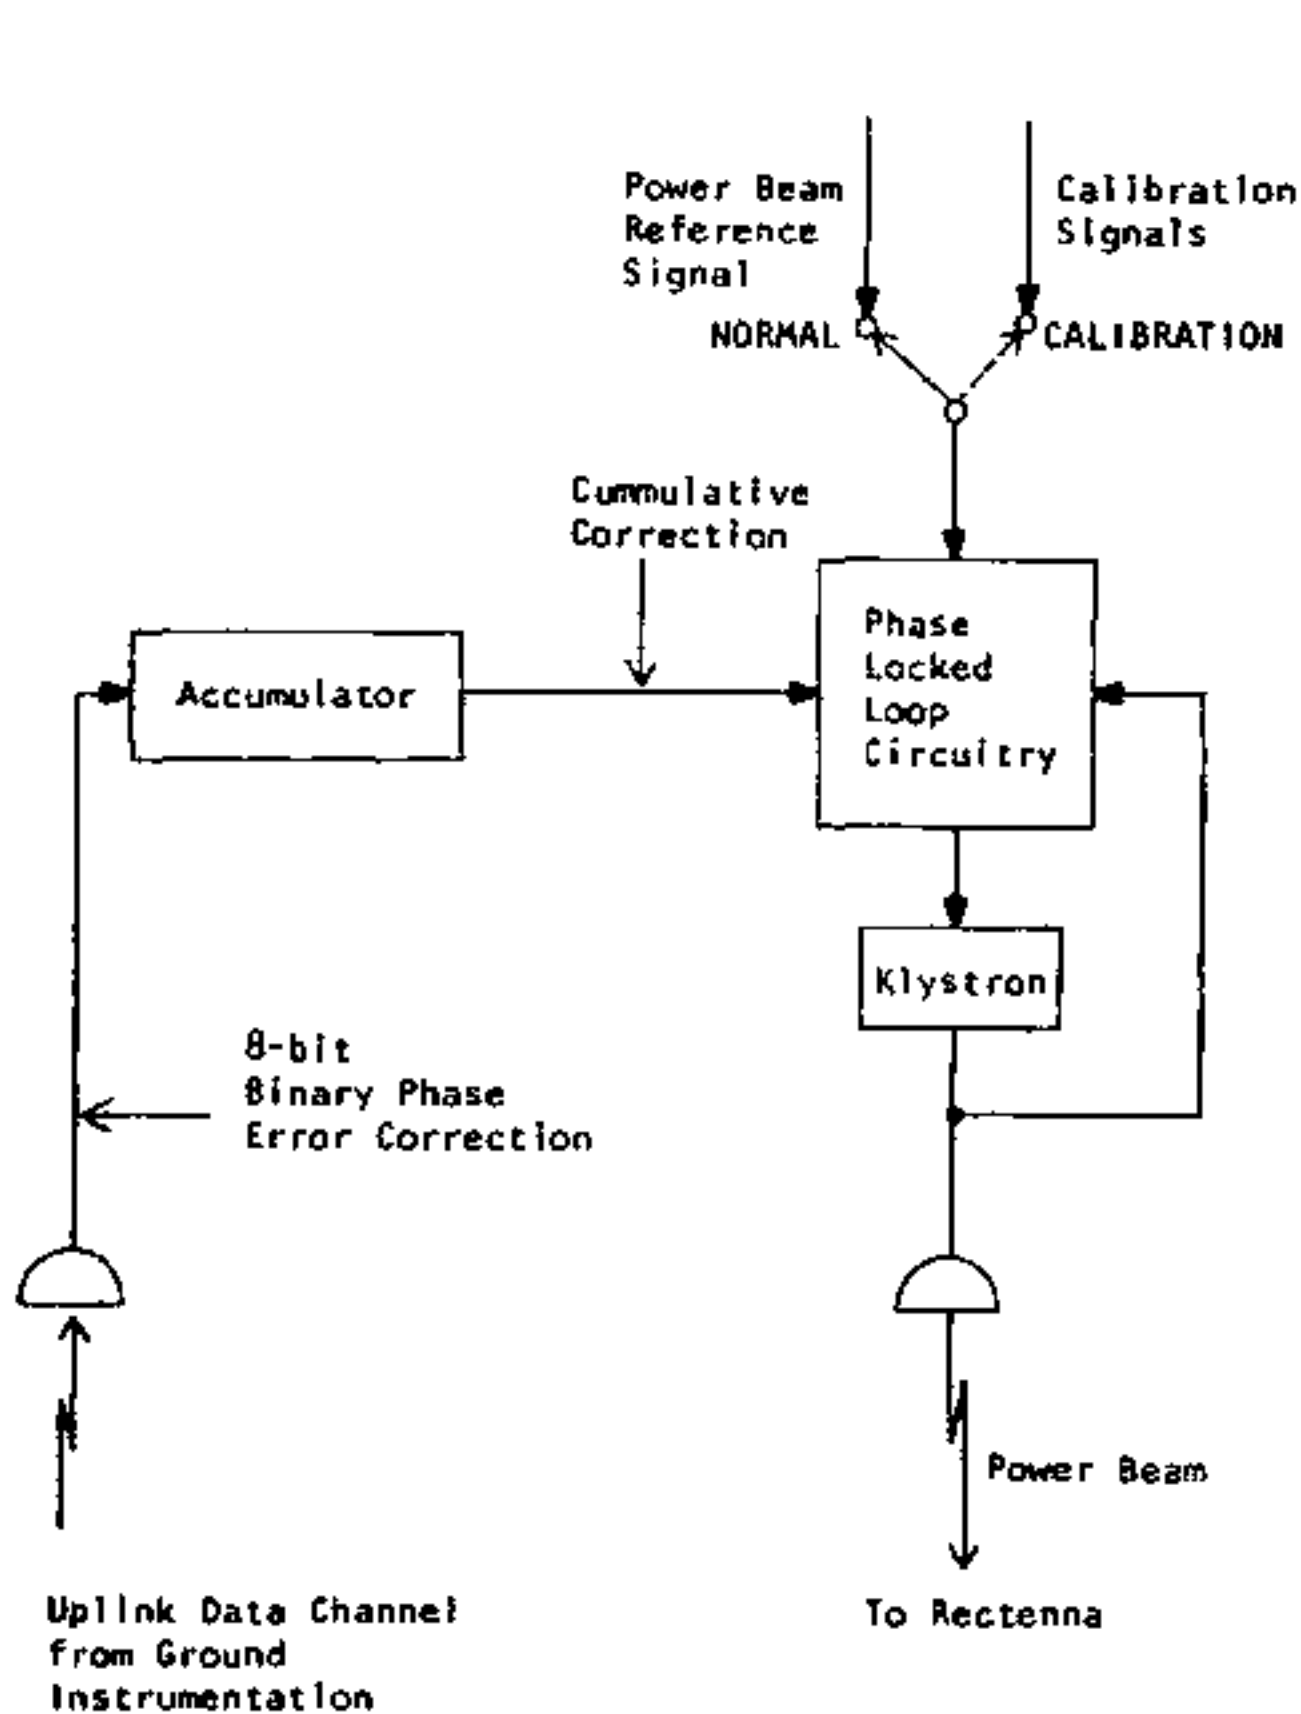 Power Beam
Reference
Signal
Calibration
Signals
NORMAL
CALIBRATION
Cummulative
Correction
Phase
Locked
Loop
Circuitry
Accumulator
Klystron
8-bit
Binary Phase
Error Correction
Power Beam
Uplink Data Channel
from Ground
Instrumentation
To Rectenna